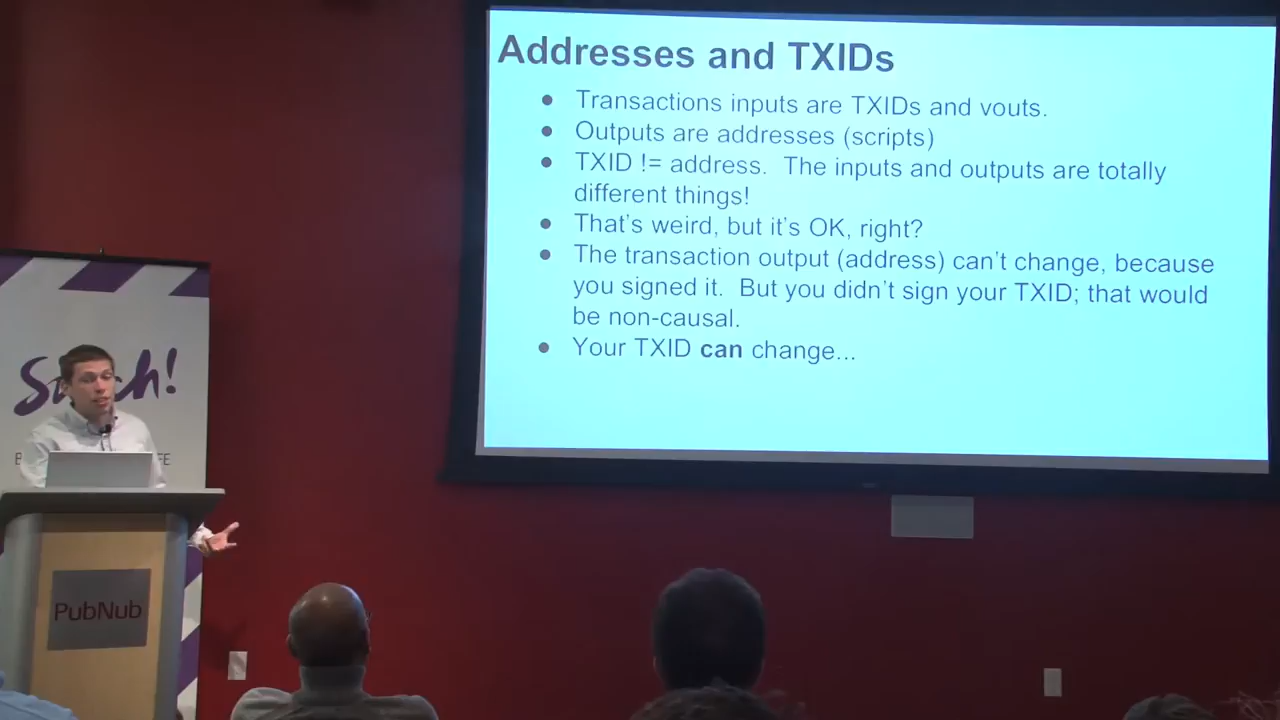 Addresses and TXIDs
● Transactions inputs are TXIDs and vouts.
● Outputs are addresses (scripts)
● TXID != address.  The inputs and outputs are totally
different things!
● That's weird, but it's OK, right?
● The transaction output (address) can't change, because
you signed it.  But you didn't sign your TXID; that would
be non-causal.
● Your TXID can change...
PubNub